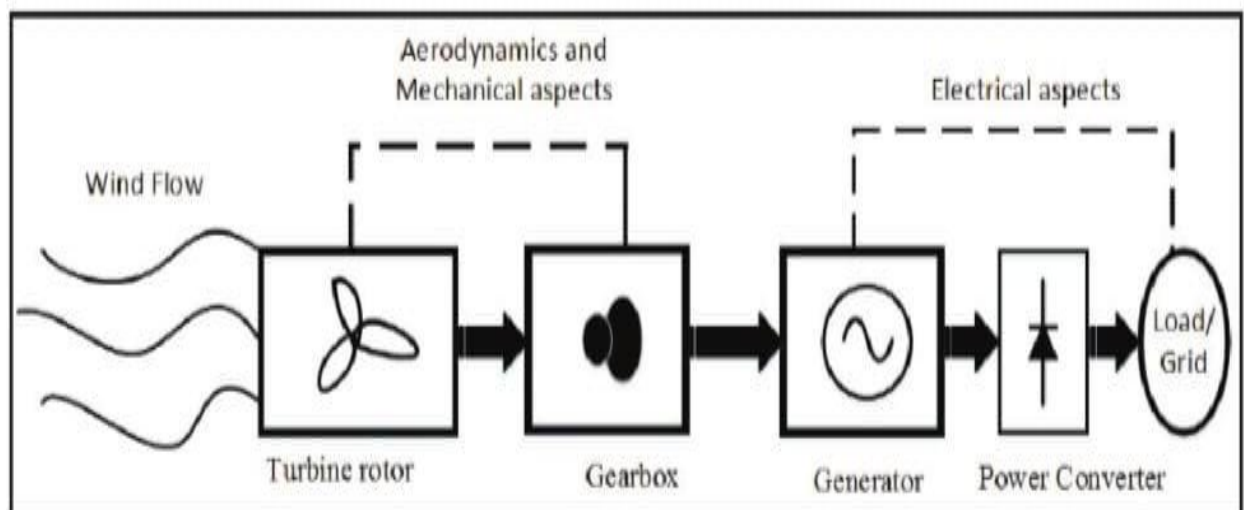 Aerodynamics and
Mechanical aspects
Electrical aspects
Wind Flow
Load/
Grid
Turbine rotor
Gearbox
Generator
Power Converter